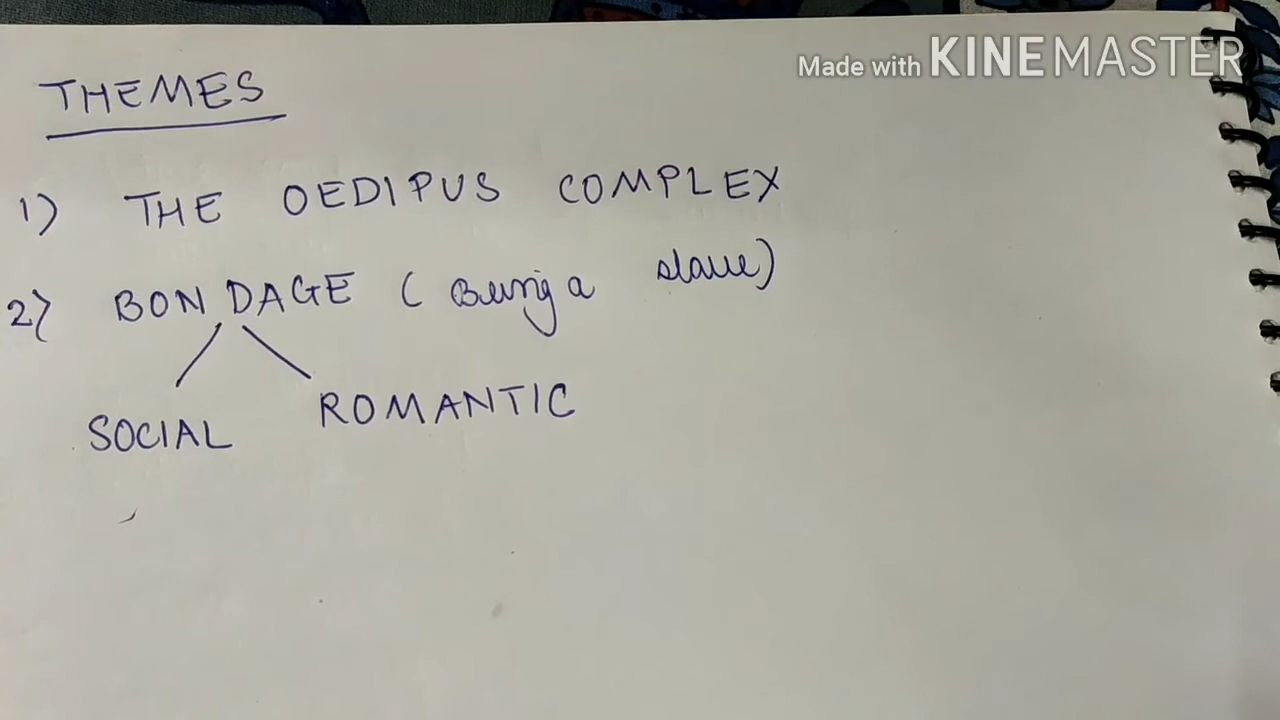 Made with KINEMASTER
THEMES
1) THE OEDIPUS COMPLEX
2) BONDAGE (Being a slave)
SOCIAL ROMANTIC